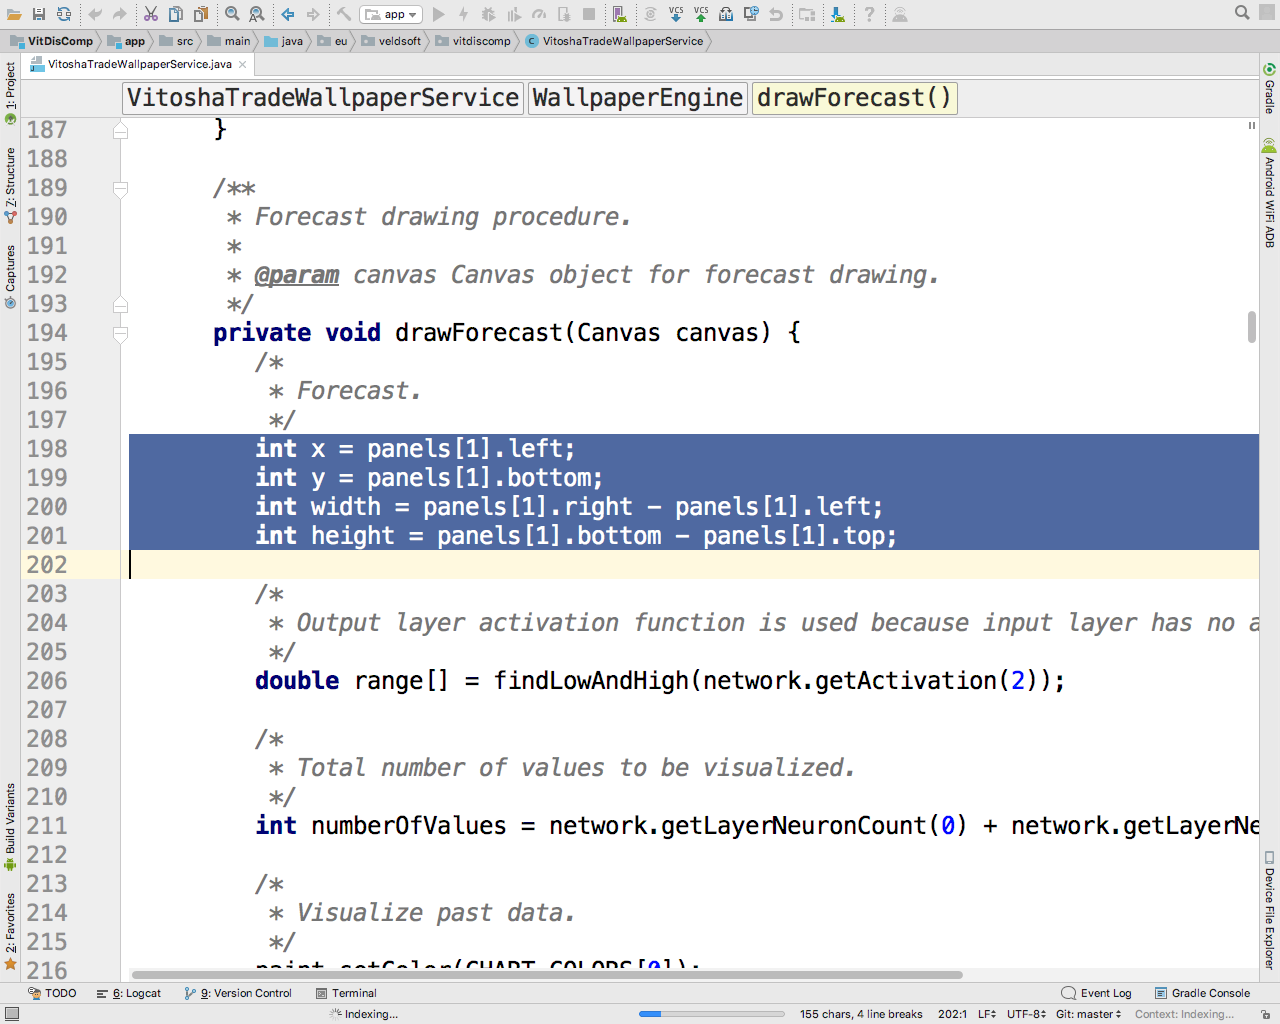 app
VitDisComp app src main java eu veldsoft vitdiscomp VitoshaTradeWallpaperService
VitoshaTradeWallpaperService.java
VitoshaTradeWallpaperService WallpaperEngine drawForecast()
1: Project
Z: Structure
Captures
Build Variants
2: Favorites
187 }
188
189 /**
190 * Forecast drawing procedure.
191 *
192 * @param canvas Canvas object for forecast drawing.
193 */
194 private void drawForecast(Canvas canvas) {
195 /*
196 * Forecast.
197 */
198 int x = panels[1].left;
199 int y = panels[1].bottom;
200 int width = panels[1].right - panels[1].left;
201 int height = panels[1].bottom - panels[1].top;
202
203 /*
204 * Output layer activation function is used because input layer has no a
205 */
206 double range[] = findLowAndHigh(network.getActivation(2));
207
208 /*
209 * Total number of values to be visualized.
210 */
211 int numberOfValues = network.getLayerNeuronCount(0) + network.getLayerNe
212
213 /*
214 * Visualize past data.
215 */
216 paint.setColor(CHART_COLORS[0]);
Gradle
Android WiFi ADB
Device File Explorer
TODO 6: Logcat 9: Version Control Terminal Event Log Gradle Console
Indexing... 155 chars, 4 line breaks 202:1 LF UTF-8 Git: master Context: Indexing...